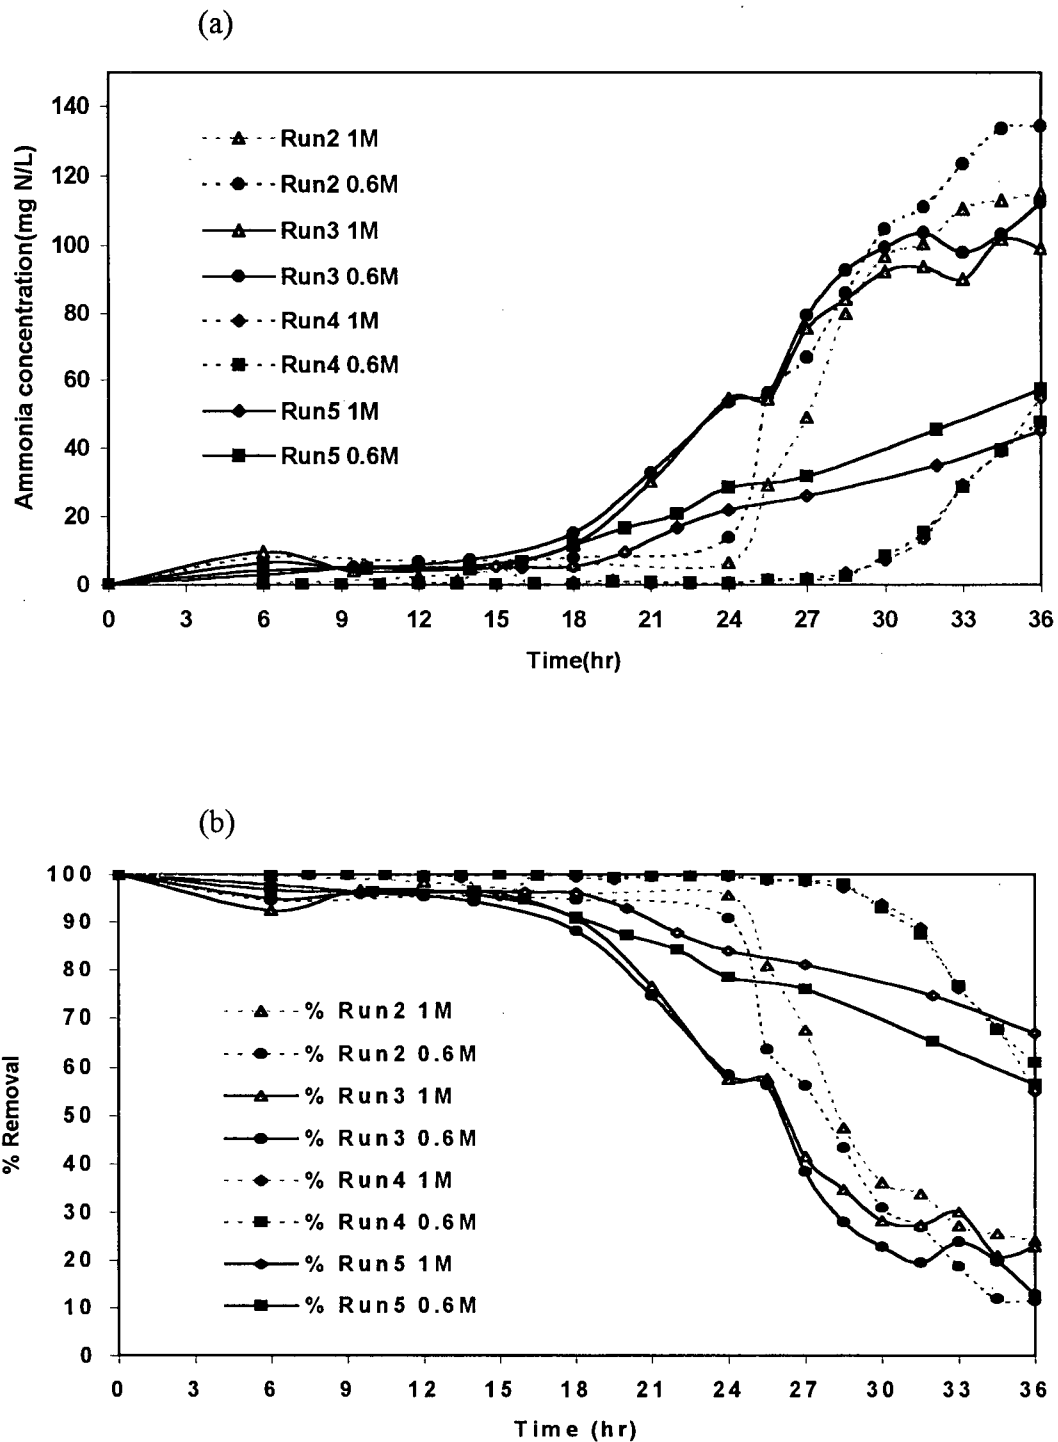 (a)
Ammonia concentration(mg N/L)
140
120
100
80
60
40
20
0
Run2 1M
Run2 0.6M
Run3 1M
Run3 0.6M
Run4 1M
Run4 0.6M
Run5 1M
Run5 0.6M
0 3 6 9 12 15 18 21 24 27 30 33 36
Time(hr)
(b)
% Removal
100
90
80
70
60
50
40
30
20
10
0
% Run2 1M
% Run2 0.6M
% Run3 1M
% Run3 0.6M
% Run4 1M
% Run4 0.6M
% Run5 1M
% Run5 0.6M
0 3 6 9 12 15 18 21 24 27 30 33 36
Time (hr)